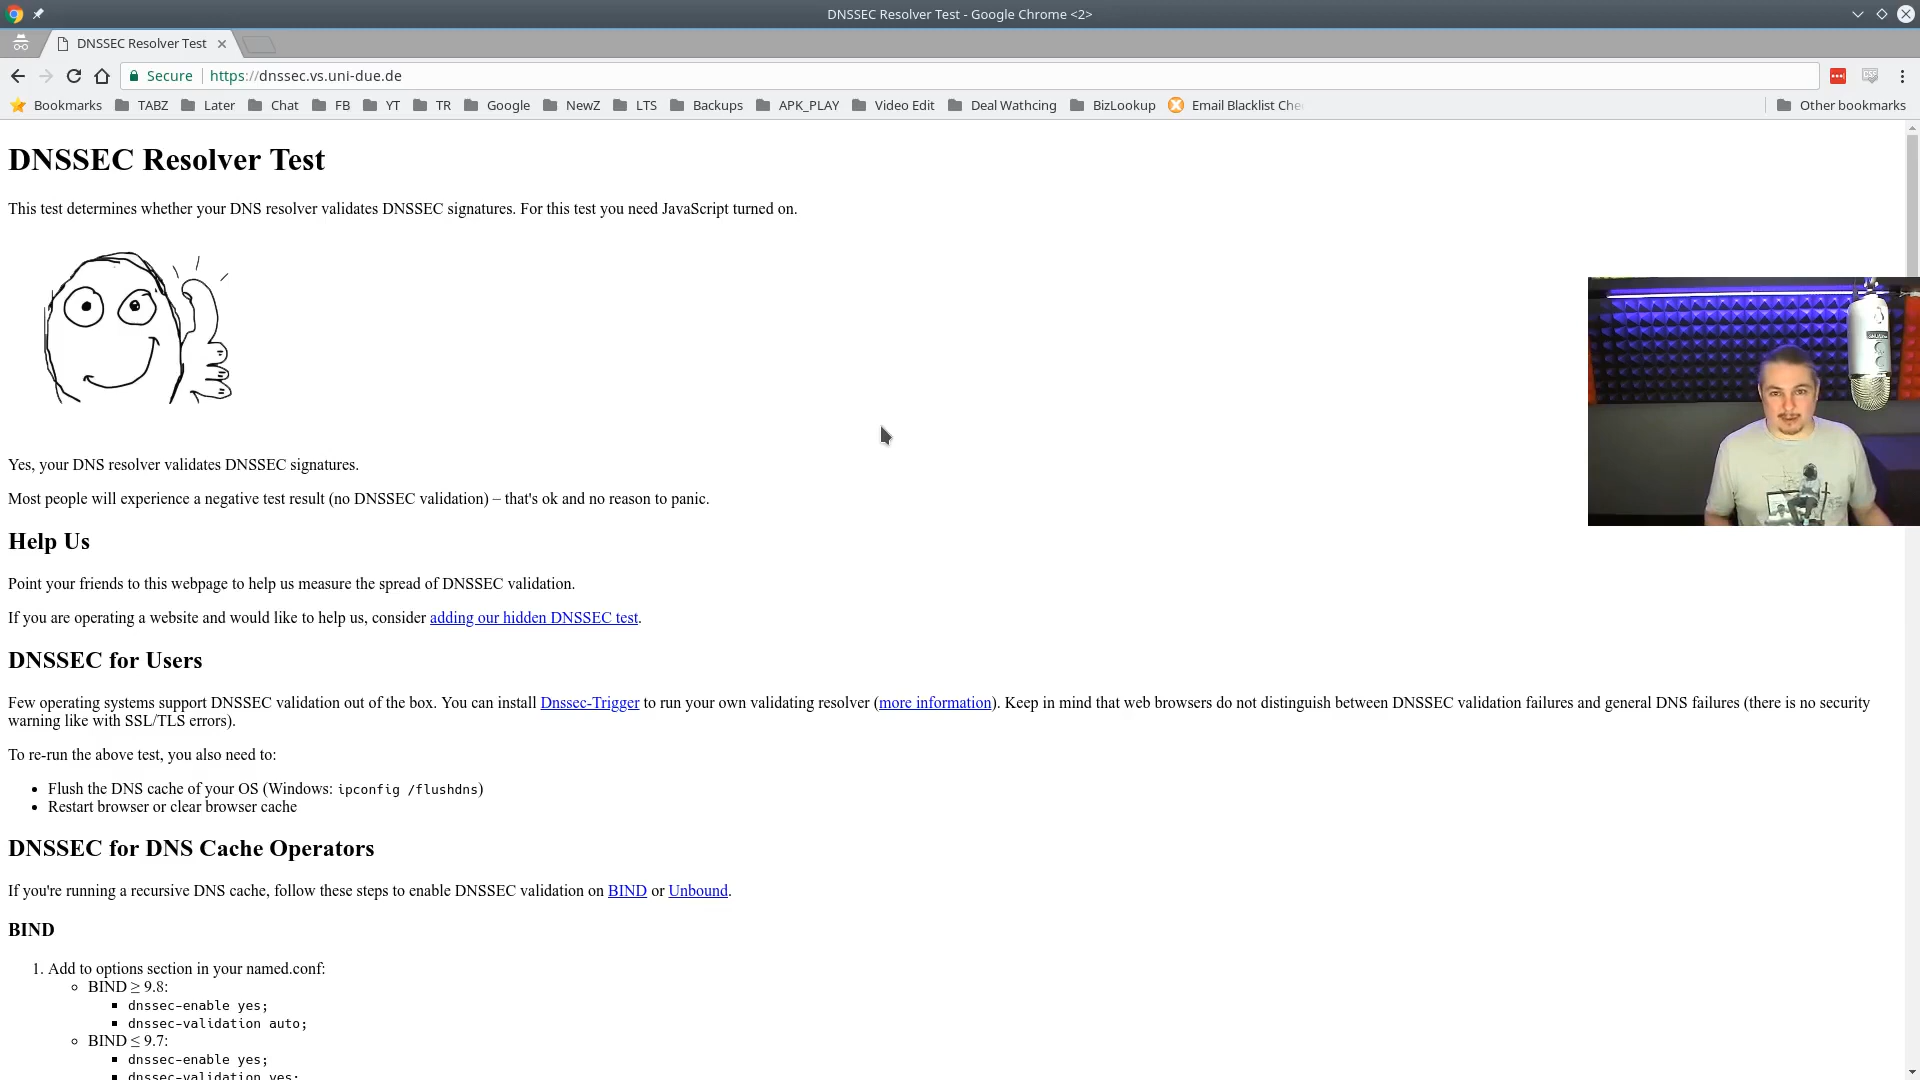 DNSSEC Resolver Test - Google Chrome <2>
DNSSEC Resolver Test
Secure https://dnssec.vs.uni-due.de
Bookmarks TABZ Later Chat FB YT TR Google NewZ LTS Backups APK_PLAY Video Edit Deal Wathcing BizLookup Email Blacklist Che Other bookmarks
DNSSEC Resolver Test
This test determines whether your DNS resolver validates DNSSEC signatures. For this test you need JavaScript turned on.
Yes, your DNS resolver validates DNSSEC signatures.
Most people will experience a negative test result (no DNSSEC validation) – that's ok and no reason to panic.
Help Us
Point your friends to this webpage to help us measure the spread of DNSSEC validation.
If you are operating a website and would like to help us, consider adding our hidden DNSSEC test.
DNSSEC for Users
Few operating systems support DNSSEC validation out of the box. You can install Dnssec-Trigger to run your own validating resolver (more information). Keep in mind that web browsers do not distinguish between DNSSEC validation failures and general DNS failures (there is no security
warning like with SSL/TLS errors).
To re-run the above test, you also need to:
• Flush the DNS cache of your OS (Windows: ipconfig /flushdns)
• Restart browser or clear browser cache
DNSSEC for DNS Cache Operators
If you're running a recursive DNS cache, follow these steps to enable DNSSEC validation on BIND or Unbound.
BIND
1. Add to options section in your named.conf:
BIND ≥ 9.8:
dnssec-enable yes;
dnssec-validation auto;
BIND ≤ 9.7:
dnssec-enable yes;
dnssec-validation yes;